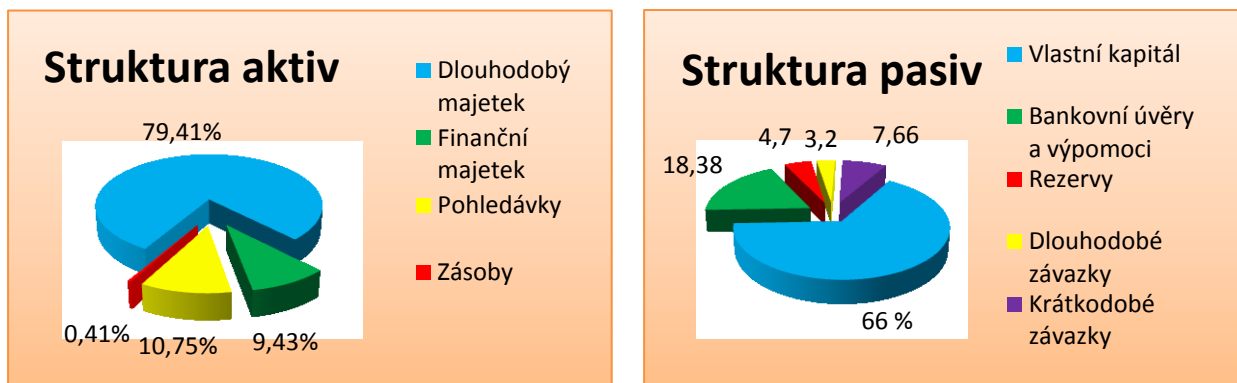 Struktura aktiv
79,41%
0,41%
10,75%
9,43%
Dlouhodobý
majetek
Finanční
majetek
Pohledávky
Zásoby
Struktura pasiv
18,38
4,7
3,2
7,66
66 %
Vlastní kapitál
Bankovní úvěry
a výpomoci
Rezervy
Dlouhodobé
závazky
Krátkodobé
závazky